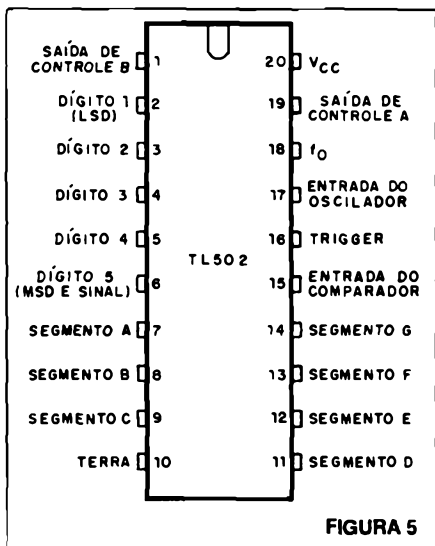 SAÍDA DE
CONTROLE B
1
20
VCC
DÍGITO 1
(LSD)
2
19
SAÍDA DE
CONTROLE A
DÍGITO 2
3
18
fO
DÍGITO 3
4
17
ENTRADA DO
OSCILADOR
DÍGITO 4
5
16
TRIGGER
TL502
DÍGITO 5
(MSD E SINAL)
6
15
ENTRADA DO
COMPARADOR
SEGMENTO A
7
14
SEGMENTO G
SEGMENTO B
8
13
SEGMENTO F
SEGMENTO C
9
12
SEGMENTO E
TERRA
10
11
SEGMENTO D
FIGURA 5